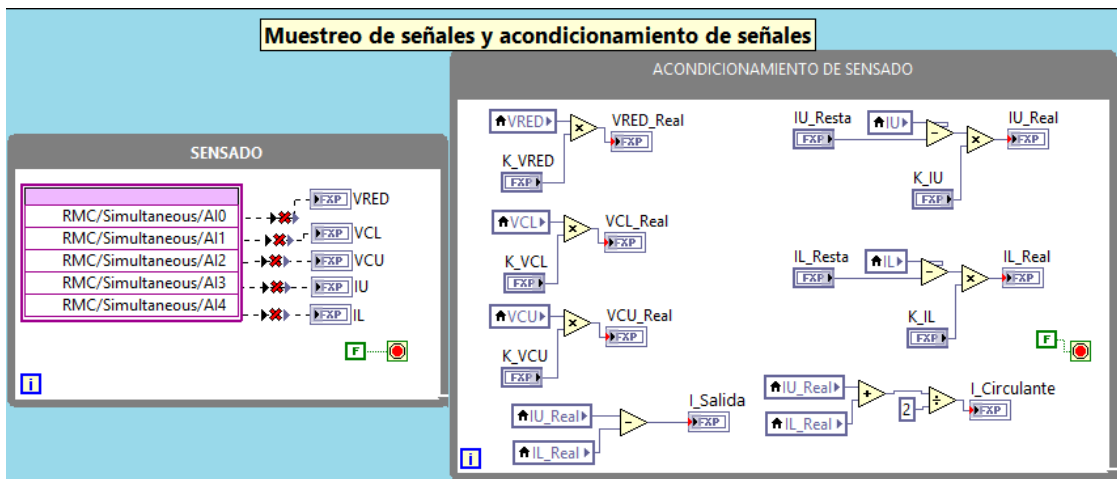 Muestreo de señales y acondicionamiento de señales
SENSADO
RMC/Simultaneous/AI0
RMC/Simultaneous/AI1
RMC/Simultaneous/AI2
RMC/Simultaneous/AI3
RMC/Simultaneous/AI4
FXP VRED
FXP VCL
FXP VCU
FXP IU
FXP IL
F
i
ACONDICIONAMIENTO DE SENSADO
VRED
VRED_Real
FXP
K_VRED
FXP
VCL
VCL_Real
FXP
K_VCL
FXP
VCU
VCU_Real
FXP
K_VCU
FXP
IU_Real
IL_Real
I_Salida
FXP
IU_Resta
FXP
IU
IU_Real
FXP
K_IU
FXP
IL_Resta
FXP
IL
IL_Real
FXP
K_IL
FXP
F
IU_Real
IL_Real
2
I_Circulante
FXP
i